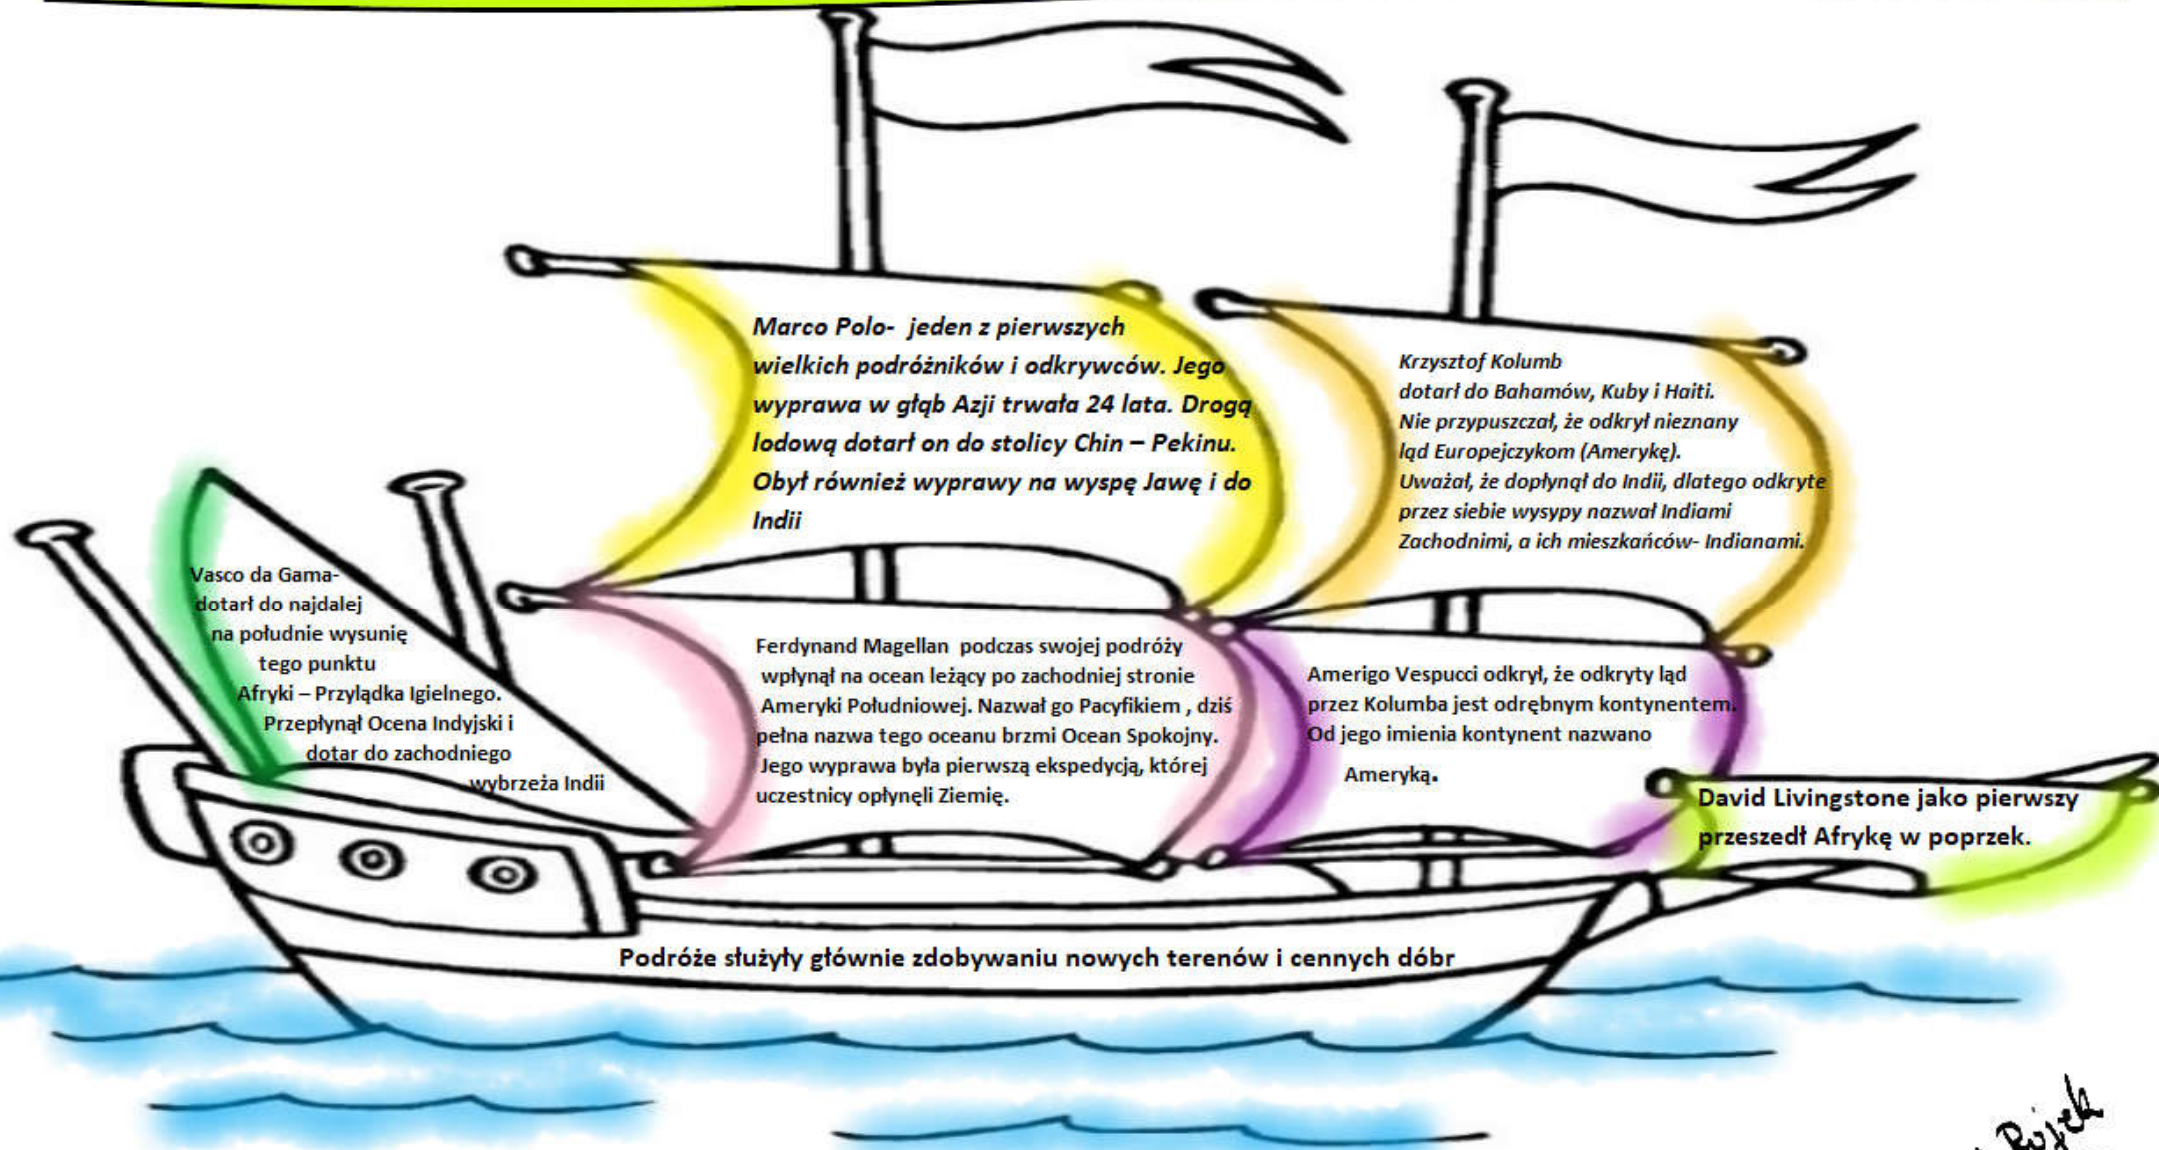 Marco Polo- jeden z pierwszych
wielkich podróżników i odkrywców. Jego
wyprawa w głąb Azji trwała 24 lata. Drogą
lodową dotarł on do stolicy Chin – Pekinu.
Obył również wyprawy na wyspę Jawę i do
Indii
Krzysztof Kolumb
dotarł do Bahamów, Kuby i Haiti.
Nie przypuszczał, że odkrył nieznany
ląd Europejczykom (Amerykę).
Uważał, że dopłynął do Indii, dlatego odkryte
przez siebie wysypy nazwał Indiami
Zachodnimi, a ich mieszkańców- Indianami.
Vasco da Gama-
dotarł do najdalej
na południe wysunię
tego punktu
Afryki – Przylądka Igielnego.
Przepłynął Ocena Indyjski i
dotar do zachodniego
wybrzeża Indii
Ferdynand Magellan podczas swojej podróży
wpłynął na ocean leżący po zachodniej stronie
Ameryki Południowej. Nazwał go Pacyfikiem , dziś
pełna nazwa tego oceanu brzmi Ocean Spokojny.
Jego wyprawa była pierwszą ekspedycją, której
uczestnicy opłynęli Ziemię.
Amerigo Vespucci odkrył, że odkryty ląd
przez Kolumba jest odrębnym kontynentem.
Od jego imienia kontynent nazwano
Ameryką.
David Livingstone jako pierwszy
przeszedł Afrykę w poprzek.
Podróże służyły głównie zdobywaniu nowych terenów i cennych dóbr
Rojek